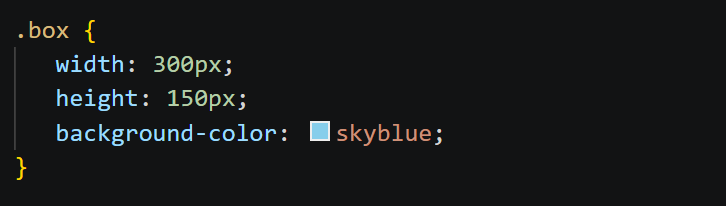 .box {
width: 300px;
height: 150px;
background-color: skyblue;
}